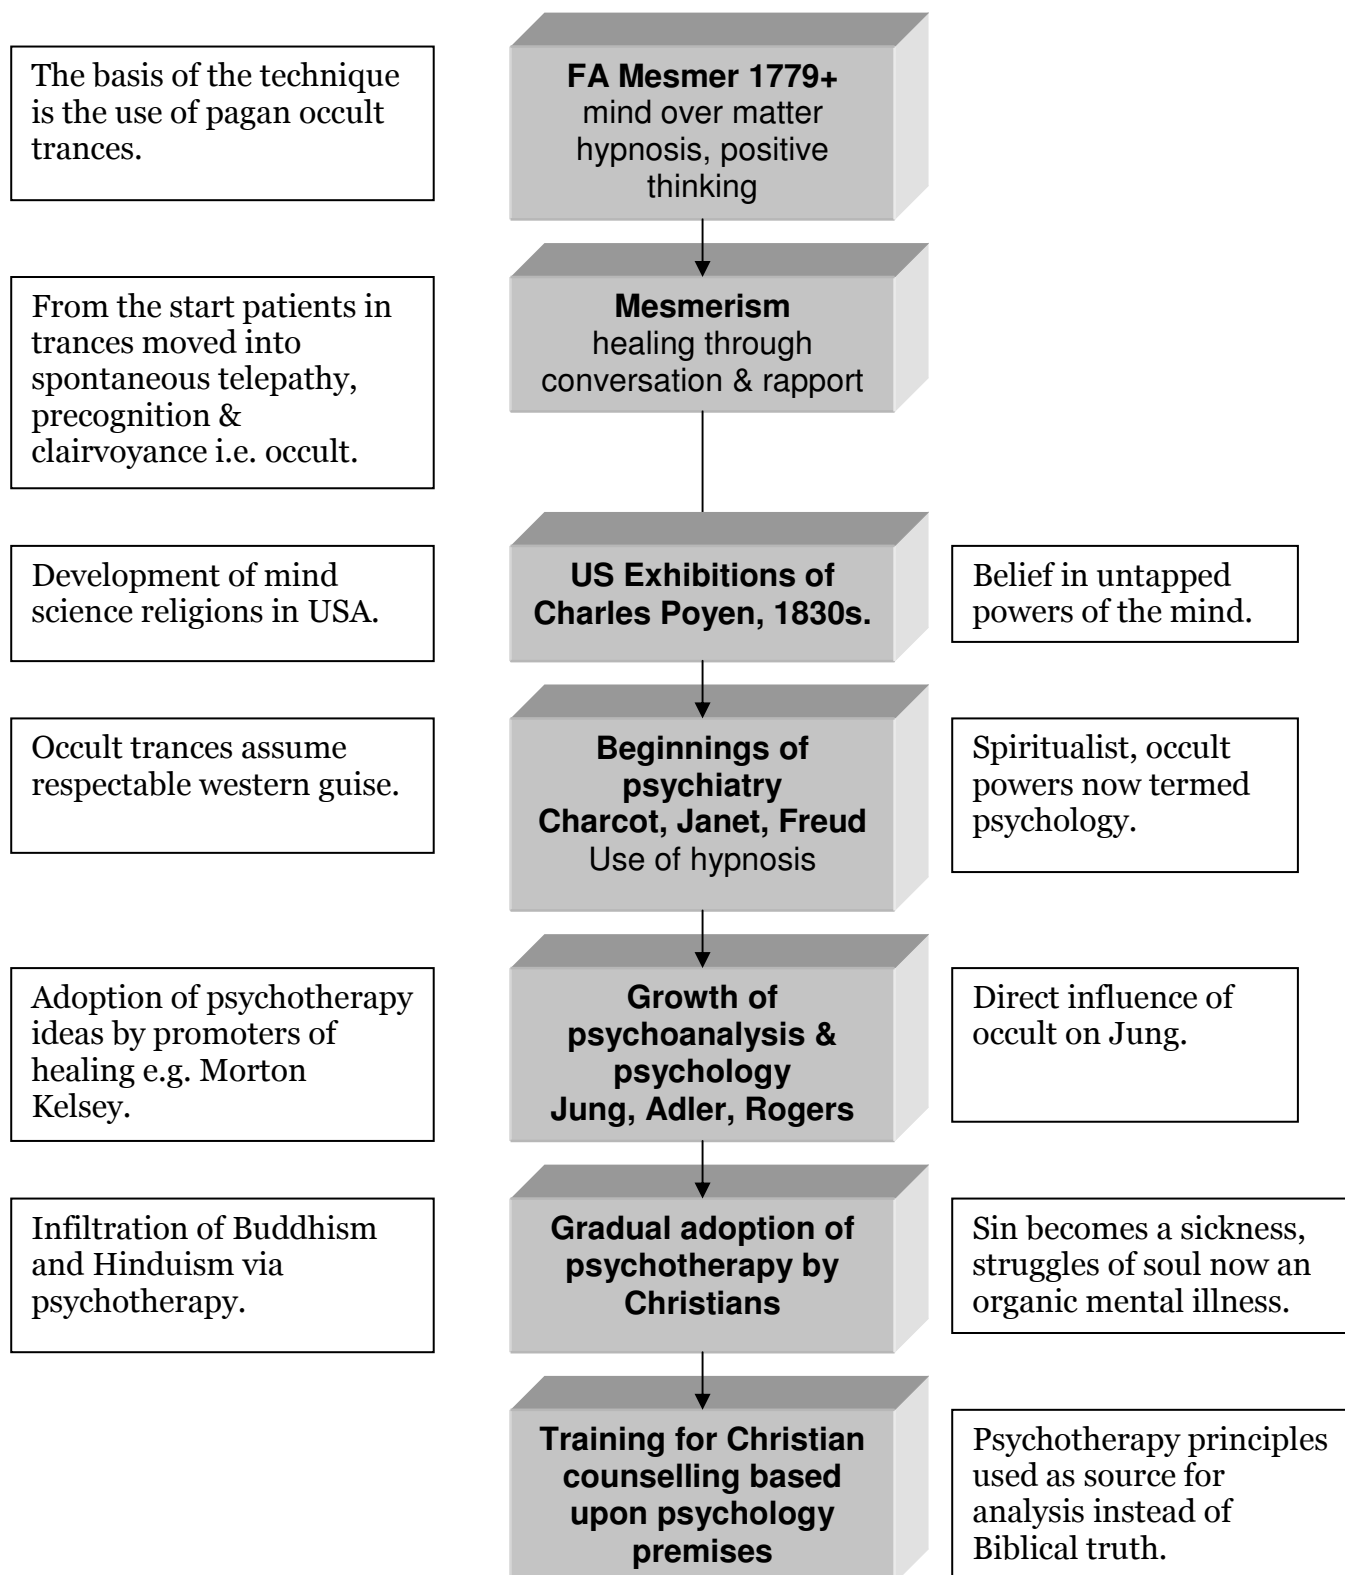 The basis of the technique
is the use of pagan occult
trances.
FA Mesmer 1779+
mind over matter
hypnosis, positive
thinking
From the start patients in
trances moved into
spontaneous telepathy,
precognition &
clairvoyance i.e. occult.
Mesmerism
healing through
conversation & rapport
Development of mind
science religions in USA.
US Exhibitions of
Charles Poyen, 1830s.
Belief in untapped
powers of the mind.
Occult trances assume
respectable western guise.
Beginnings of
psychiatry
Charcot, Janet, Freud
Use of hypnosis
Spiritualist, occult
powers now termed
psychology.
Adoption of psychotherapy
ideas by promoters of
healing e.g. Morton
Kelsey.
Growth of
psychoanalysis &
psychology
Jung, Adler, Rogers
Direct influence of
occult on Jung.
Infiltration of Buddhism
and Hinduism via
psychotherapy.
Gradual adoption of
psychotherapy by
Christians
Sin becomes a sickness,
struggles of soul now an
organic mental illness.
Training for Christian
counselling based
upon psychology
premises
Psychotherapy principles
used as source for
analysis instead of
Biblical truth.